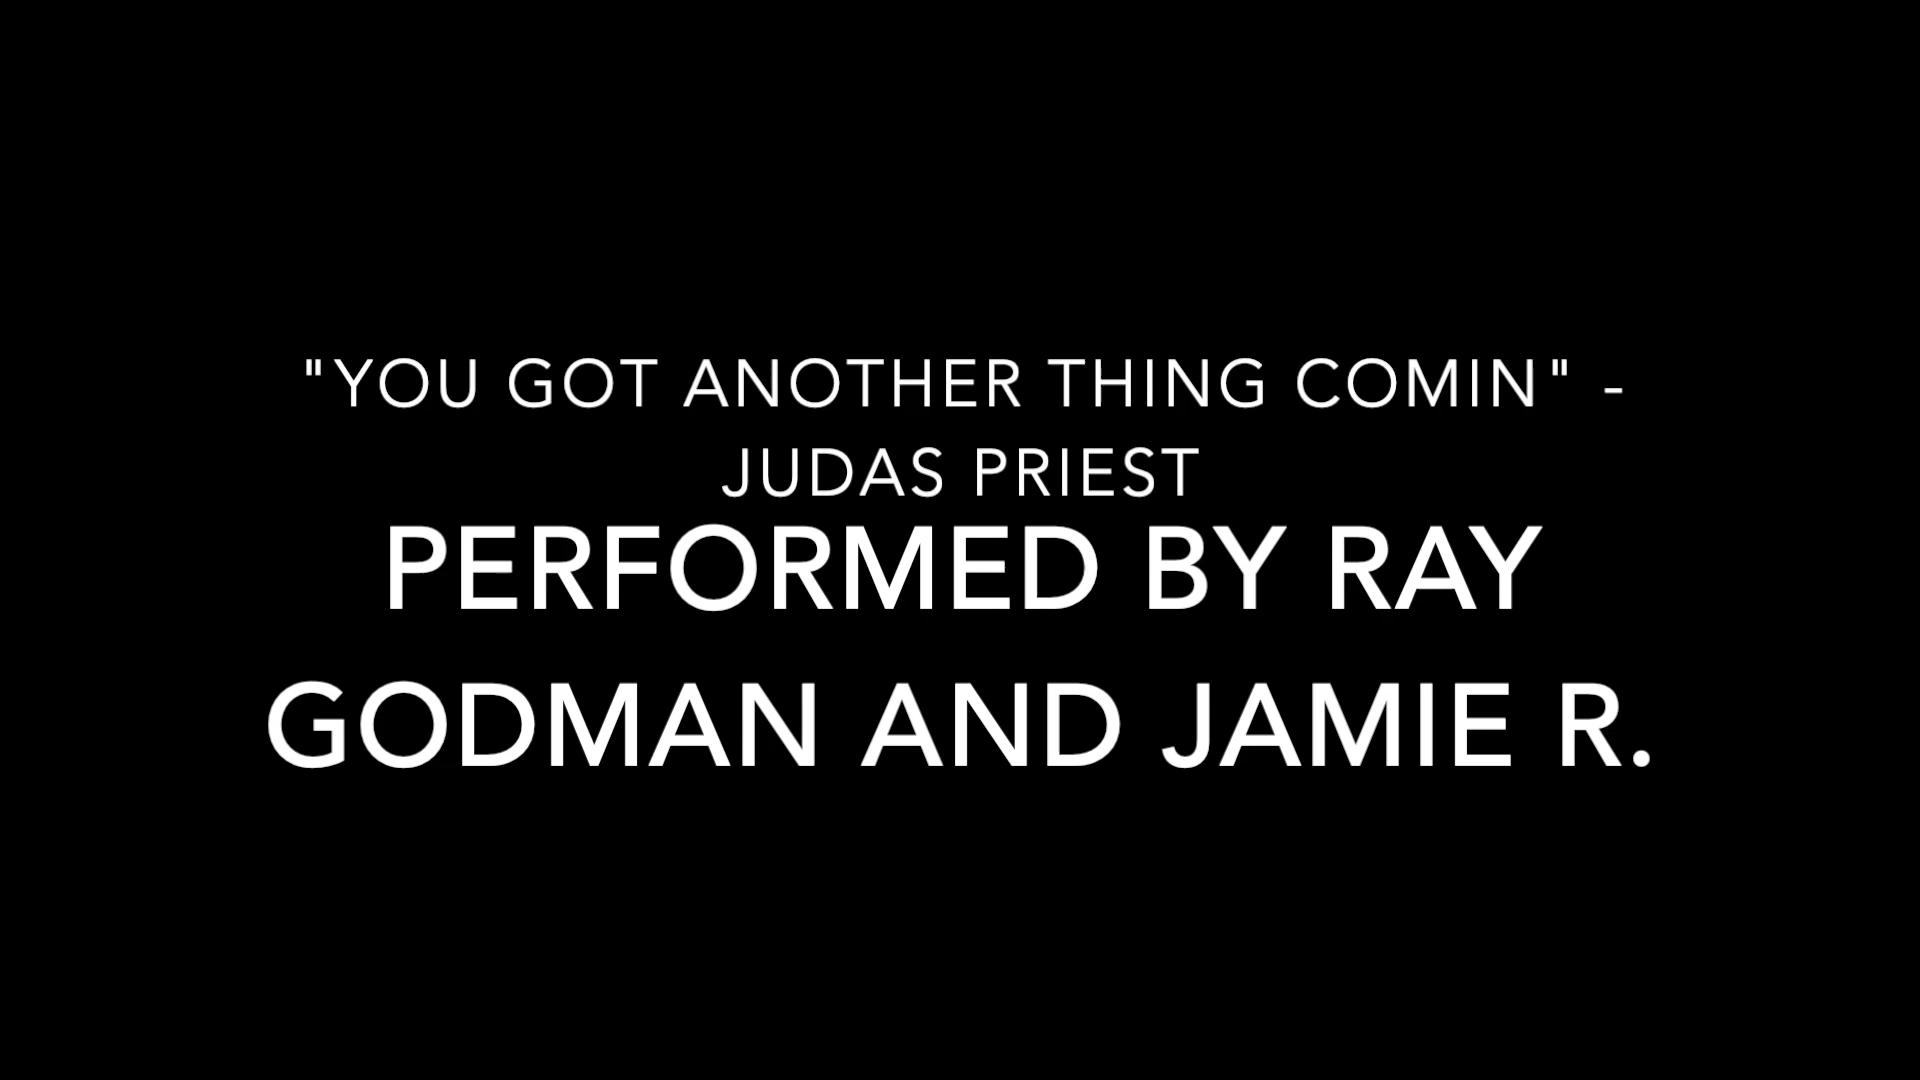 "YOU GOT ANOTHER THING COMIN" -
JUDAS PRIEST
PERFORMED BY RAY
GODMAN AND JAMIE R.